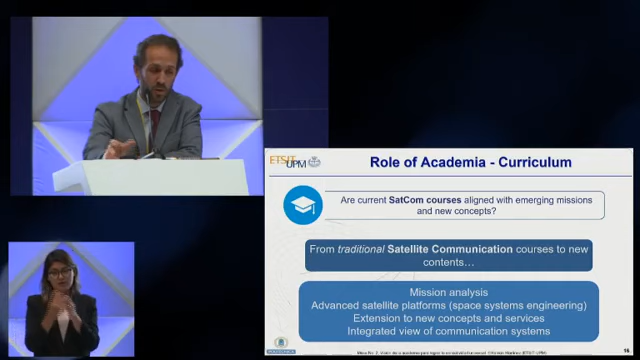 ETSIT
UPM
Role of Academia - Curriculum
Are current SatCom courses aligned with emerging missions
and new concepts?
From traditional Satellite Communication courses to new
contents…
Mission analysis
Advanced satellite platforms (space systems engineering)
Extension to new concepts and services
Integrated view of communication systems